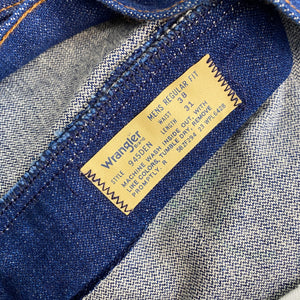 MENS REGULAR FIT
WAIST 38
LENGTH 31
Wrangler
STYLE 945DEN
MACHINE WASH INSIDE OUT WITH
LIKE COLORS, TUMBLE DRY, REMOVE
PROMPTLY. R